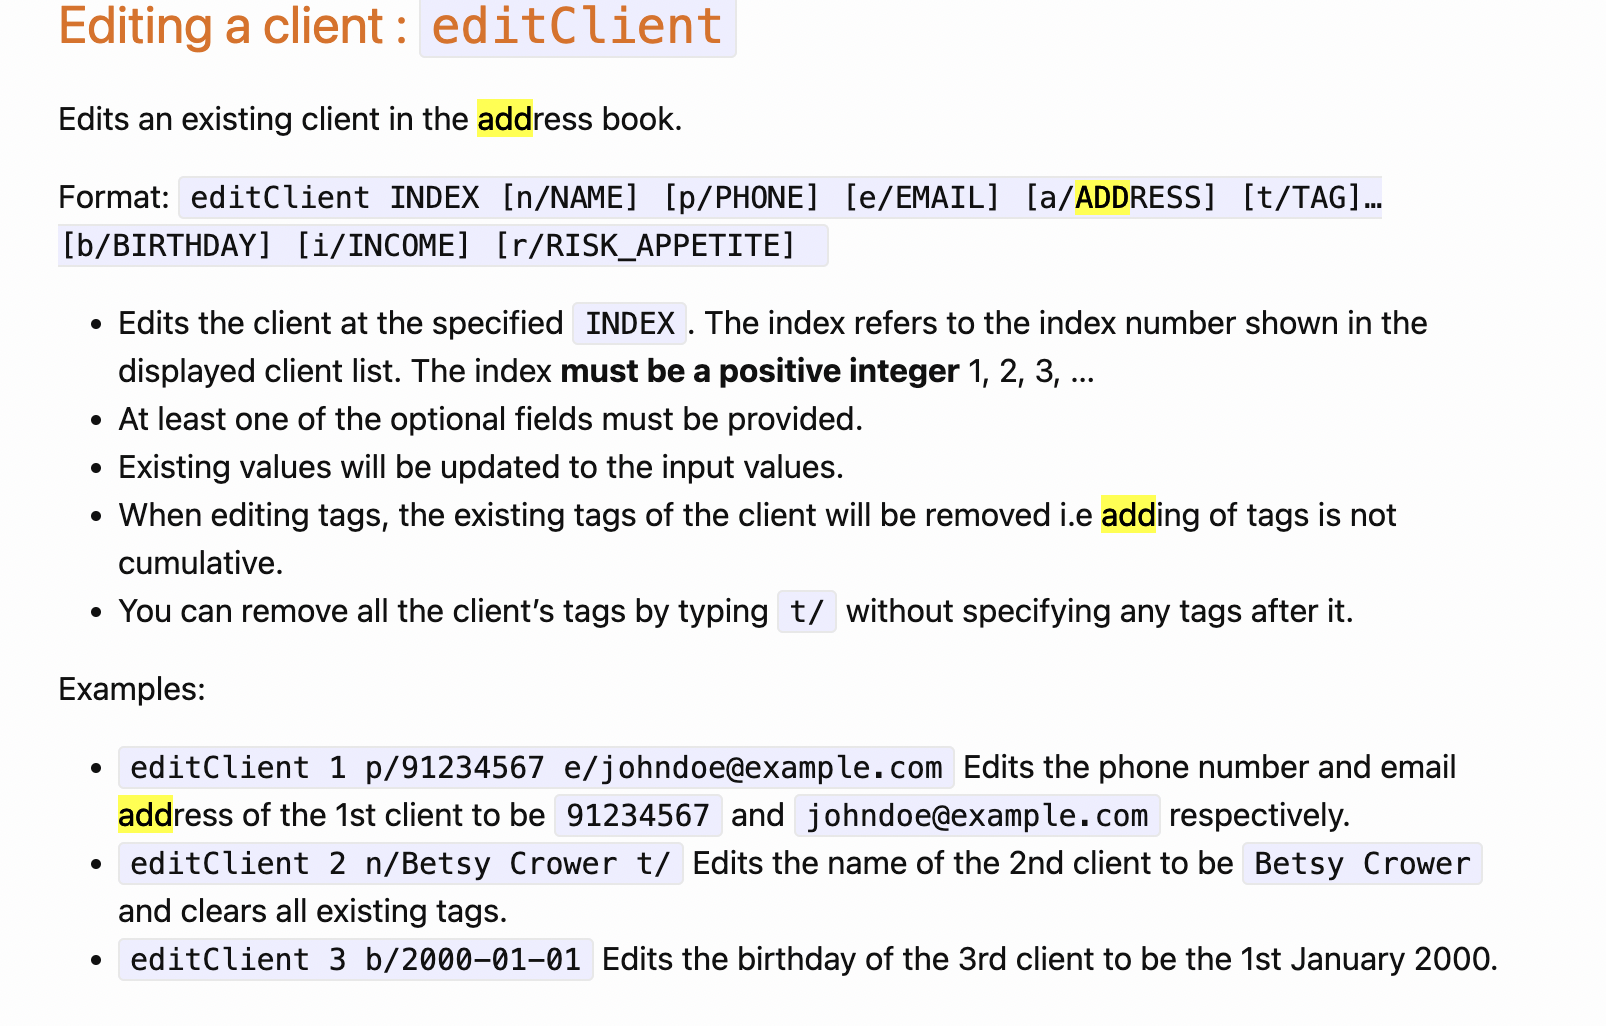 Editing a client : editClient
Edits an existing client in the address book.
Format: editClient INDEX [n/NAME] [p/PHONE] [e/EMAIL] [a/ADDRESS] [t/TAG]…
[b/BIRTHDAY] [i/INCOME] [r/RISK_APPETITE]
• Edits the client at the specified INDEX. The index refers to the index number shown in the
displayed client list. The index must be a positive integer 1, 2, 3, …
• At least one of the optional fields must be provided.
• Existing values will be updated to the input values.
• When editing tags, the existing tags of the client will be removed i.e adding of tags is not
cumulative.
• You can remove all the client’s tags by typing t/ without specifying any tags after it.
Examples:
• editClient 1 p/91234567 e/johndoe@example.com Edits the phone number and email
address of the 1st client to be 91234567 and johndoe@example.com respectively.
• editClient 2 n/Betsy Crower t/ Edits the name of the 2nd client to be Betsy Crower
and clears all existing tags.
• editClient 3 b/2000-01-01 Edits the birthday of the 3rd client to be the 1st January 2000.